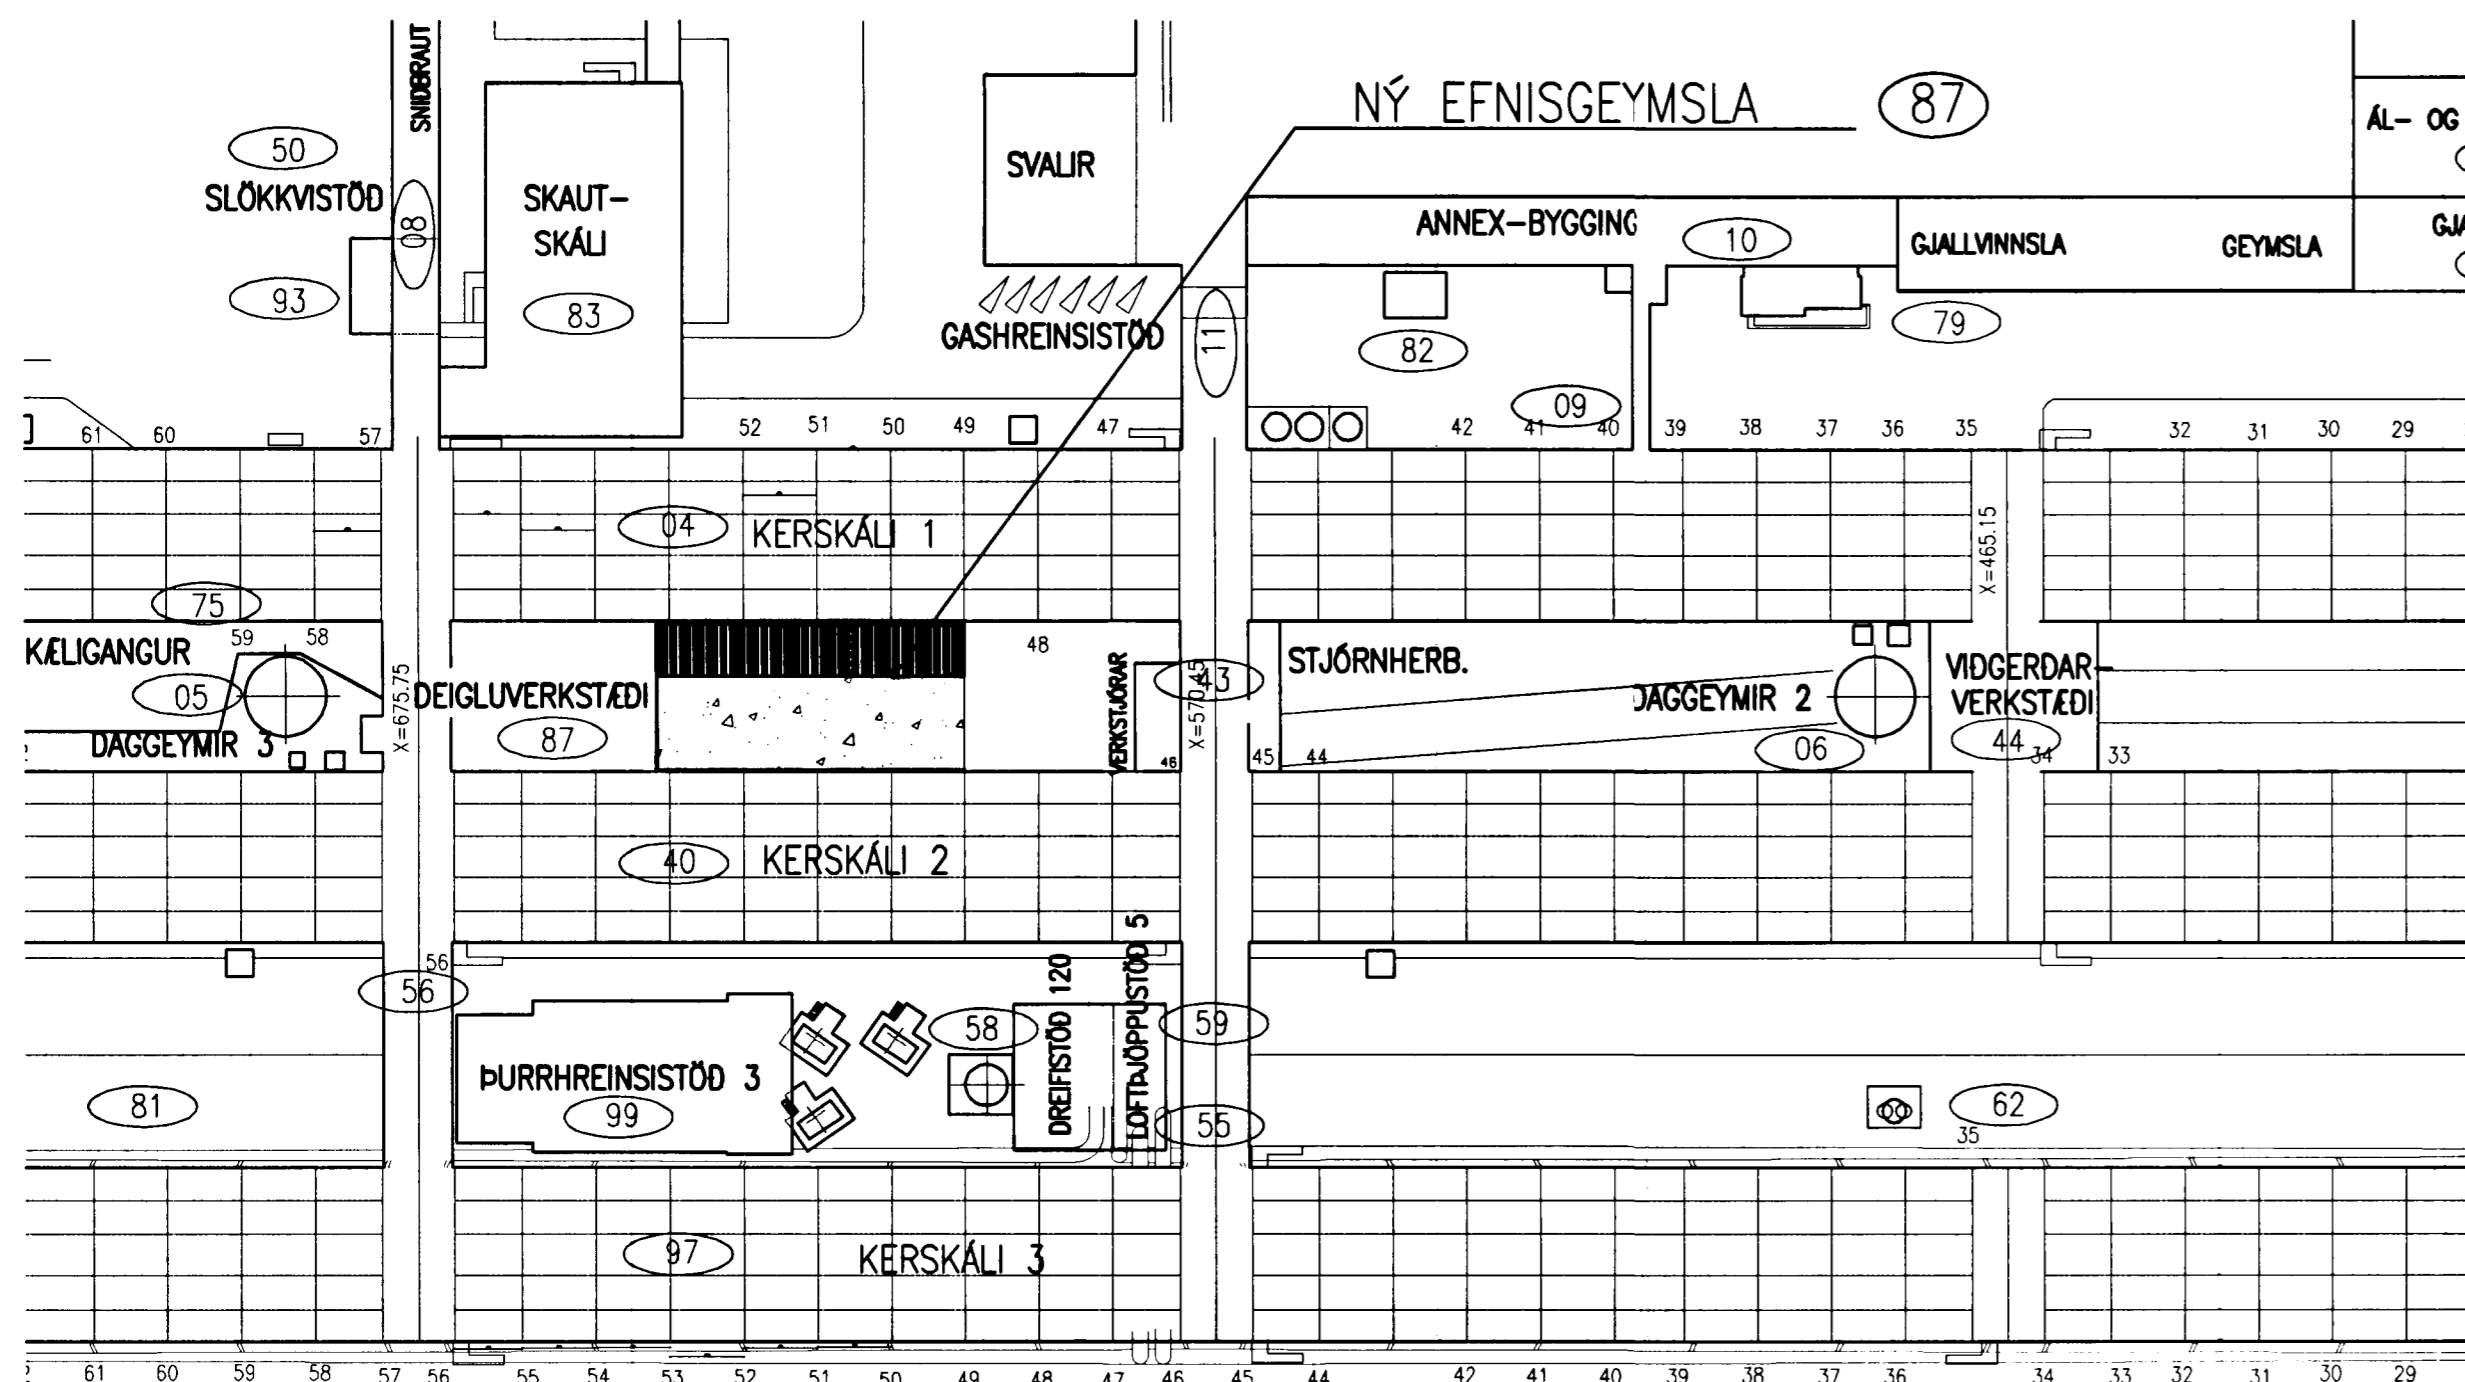 SNIÐBRAUT
NÝ EFNISGEYMSLA 87
ÁL- OG
50
SLÖKKVISTÖÐ
08
SKAUT-
SKÁLI
SVALIR
ANNEX-BYGGING 10
GJALLVINNSLA
GEYMSLA
93
83
GASHREINSISTÖÐ
11
82
79
09
61 60 57 52 51 50 49 47 42 41 40 39 38 37 36 35 32 31 30 29
04 KERSKÁLI 1
X=465.15
75
KÆLIGANGUR
59 58
05
DAGGEYMIR 3
X=675.75
DEIGLUVERKSTÆÐI
87
48
VERKSTJÓRAR
46
43
X=570.45
STJÓRNHERB.
45 44
DAGGEYMIR 2
06
VIÐGERÐAR-
VERKSTÆÐI
44
34 33
40 KERSKÁLI 2
56
56
ÞURRHREINSISTÖÐ 3
99
58
DREIFISTÖÐ 120
LOFTÞJÖPPUSTÖÐ 5
59
55
81
62
35
97 KERSKÁLI 3
61 60 59 58 57 56 55 54 53 52 51 50 49 48 47 46 45 44 42 41 40 39 38 37 36 34 33 32 31 30 29